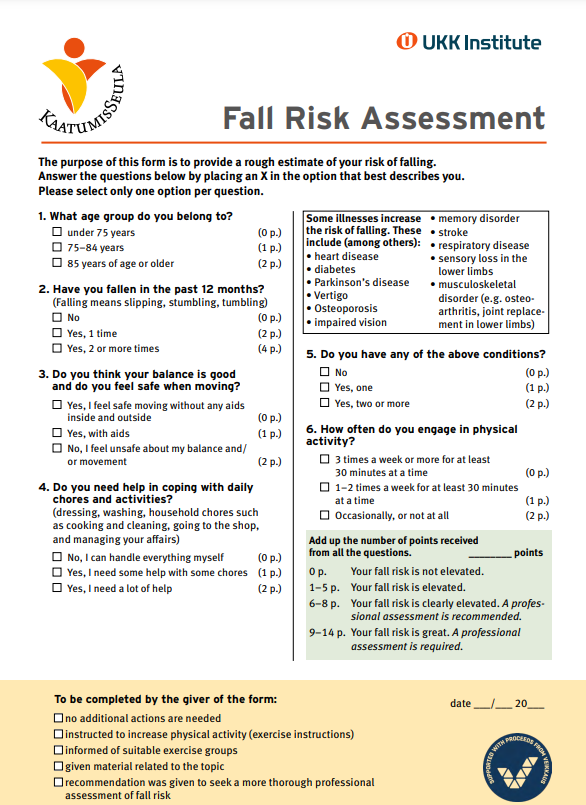 UKK Institute
KAATUMISSEULA
Fall Risk Assessment
The purpose of this form is to provide a rough estimate of your risk of falling.
Answer the questions below by placing an X in the option that best describes you.
Please select only one option per question.
1. What age group do you belong to?
under 75 years (0 p.)
75–84 years (1 p.)
85 years of age or older (2 p.)
2. Have you fallen in the past 12 months?
(Falling means slipping, stumbling, tumbling)
No (0 p.)
Yes, 1 time (2 p.)
Yes, 2 or more times (4 p.)
3. Do you think your balance is good
and do you feel safe when moving?
Yes, I feel safe moving without any aids
inside and outside (0 p.)
Yes, with aids (1 p.)
No, I feel unsafe about my balance and/
or movement (2 p.)
4. Do you need help in coping with daily
chores and activities?
(dressing, washing, household chores such
as cooking and cleaning, going to the shop,
and managing your affairs)
No, I can handle everything myself (0 p.)
Yes, I need some help with some chores (1 p.)
Yes, I need a lot of help (2 p.)
Some illnesses increase
the risk of falling. These
include (among others):
• heart disease
• diabetes
• Parkinson's disease
• Vertigo
• Osteoporosis
• impaired vision
• memory disorder
• stroke
• respiratory disease
• sensory loss in the
lower limbs
• musculoskeletal
disorder (e.g. osteo-
arthritis, joint replace-
ment in lower limbs)
5. Do you have any of the above conditions?
No (0 p.)
Yes, one (1 p.)
Yes, two or more (2 p.)
6. How often do you engage in physical
activity?
3 times a week or more for at least
30 minutes at a time (0 p.)
1–2 times a week for at least 30 minutes
at a time (1 p.)
Occasionally, or not at all (2 p.)
Add up the number of points received
from all the questions. ________ points
0 p. Your fall risk is not elevated.
1–5 p. Your fall risk is elevated.
6–8 p. Your fall risk is clearly elevated. A profes-
sional assessment is recommended.
9–14 p. Your fall risk is great. A professional
assessment is required.
To be completed by the giver of the form:
date ___/___ 20___
no additional actions are needed
instructed to increase physical activity (exercise instructions)
informed of suitable exercise groups
given material related to the topic
recommendation was given to seek a more thorough professional
assessment of fall risk
SUPPORTED WITH PROCEEDS FROM VEIKKAUS